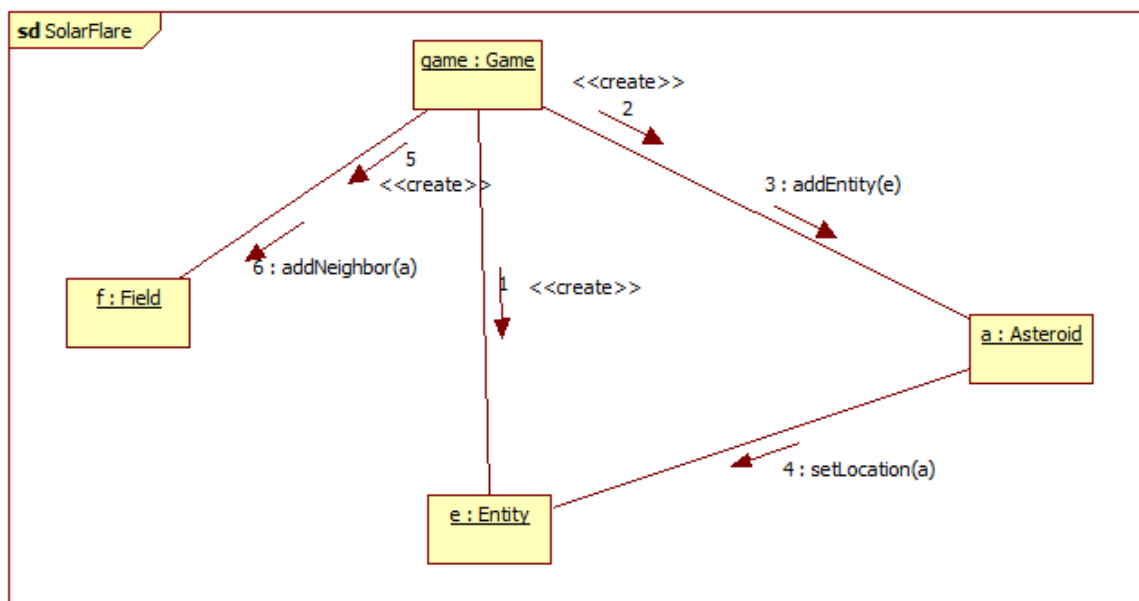 sd SolarFlare
game : Game
<<create>>
2
5
<<create>>
3 : addEntity(e)
6 : addNeighbor(a)
1 <<create>>
f : Field
a : Asteroid
4 : setLocation(a)
e : Entity